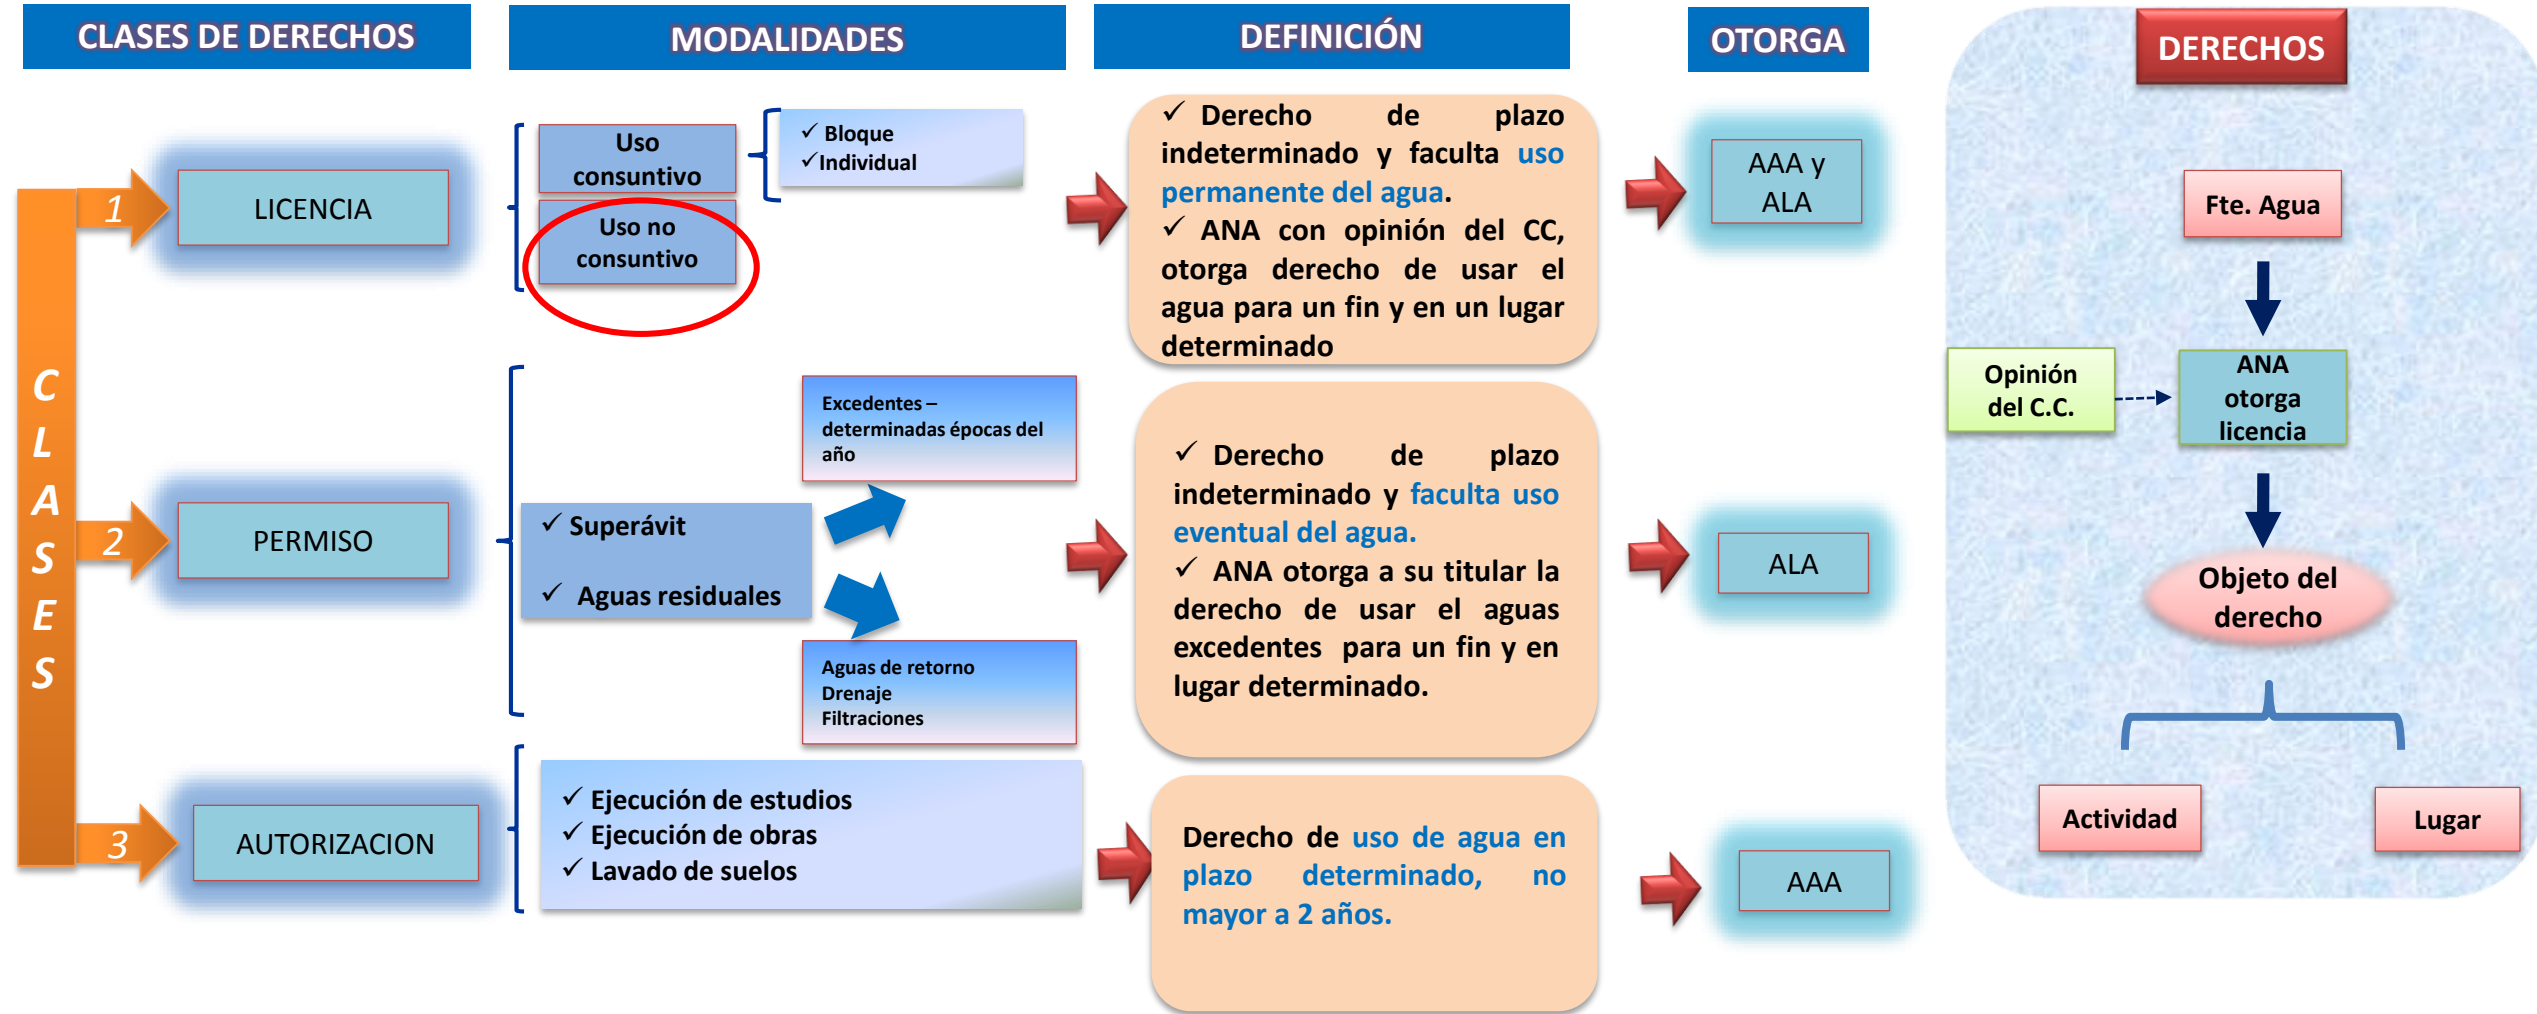 CLASES DE DERECHOS
MODALIDADES
DEFINICIÓN
OTORGA
CLASES
1
LICENCIA
Uso
consuntivo
✓ Bloque
✓Individual
Uso no
consuntivo
✓ Derecho de plazo
indeterminado y faculta uso
permanente del agua.
✓ ANA con opinión del CC,
otorga derecho de usar el
agua para un fin y en un lugar
determinado
AAA y
ALA
2
PERMISO
✓ Superávit
✓ Aguas residuales
Excedentes –
determinadas épocas del
año
Aguas de retorno
Drenaje
Filtraciones
✓ Derecho de plazo
indeterminado y faculta uso
eventual del agua.
✓ ANA otorga a su titular la
derecho de usar el aguas
excedentes para un fin y en
lugar determinado.
ALA
3
AUTORIZACION
✓ Ejecución de estudios
✓ Ejecución de obras
✓ Lavado de suelos
Derecho de uso de agua en
plazo determinado, no
mayor a 2 años.
AAA
DERECHOS
Fte. Agua
Opinión
del C.C.
ANA
otorga
licencia
Objeto del
derecho
Actividad
Lugar